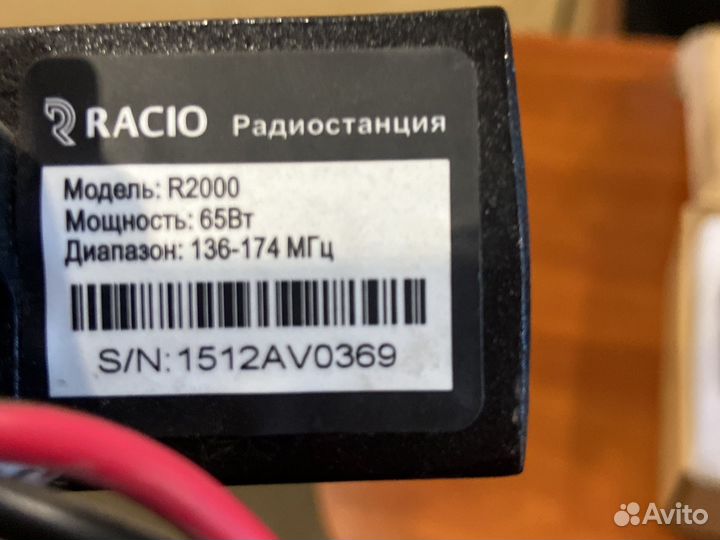 RACIO Радиостанция
Модель: R2000
Мощность: 65Вт
Диапазон: 136-174 МГц
S/N:1512AV0369
Avito